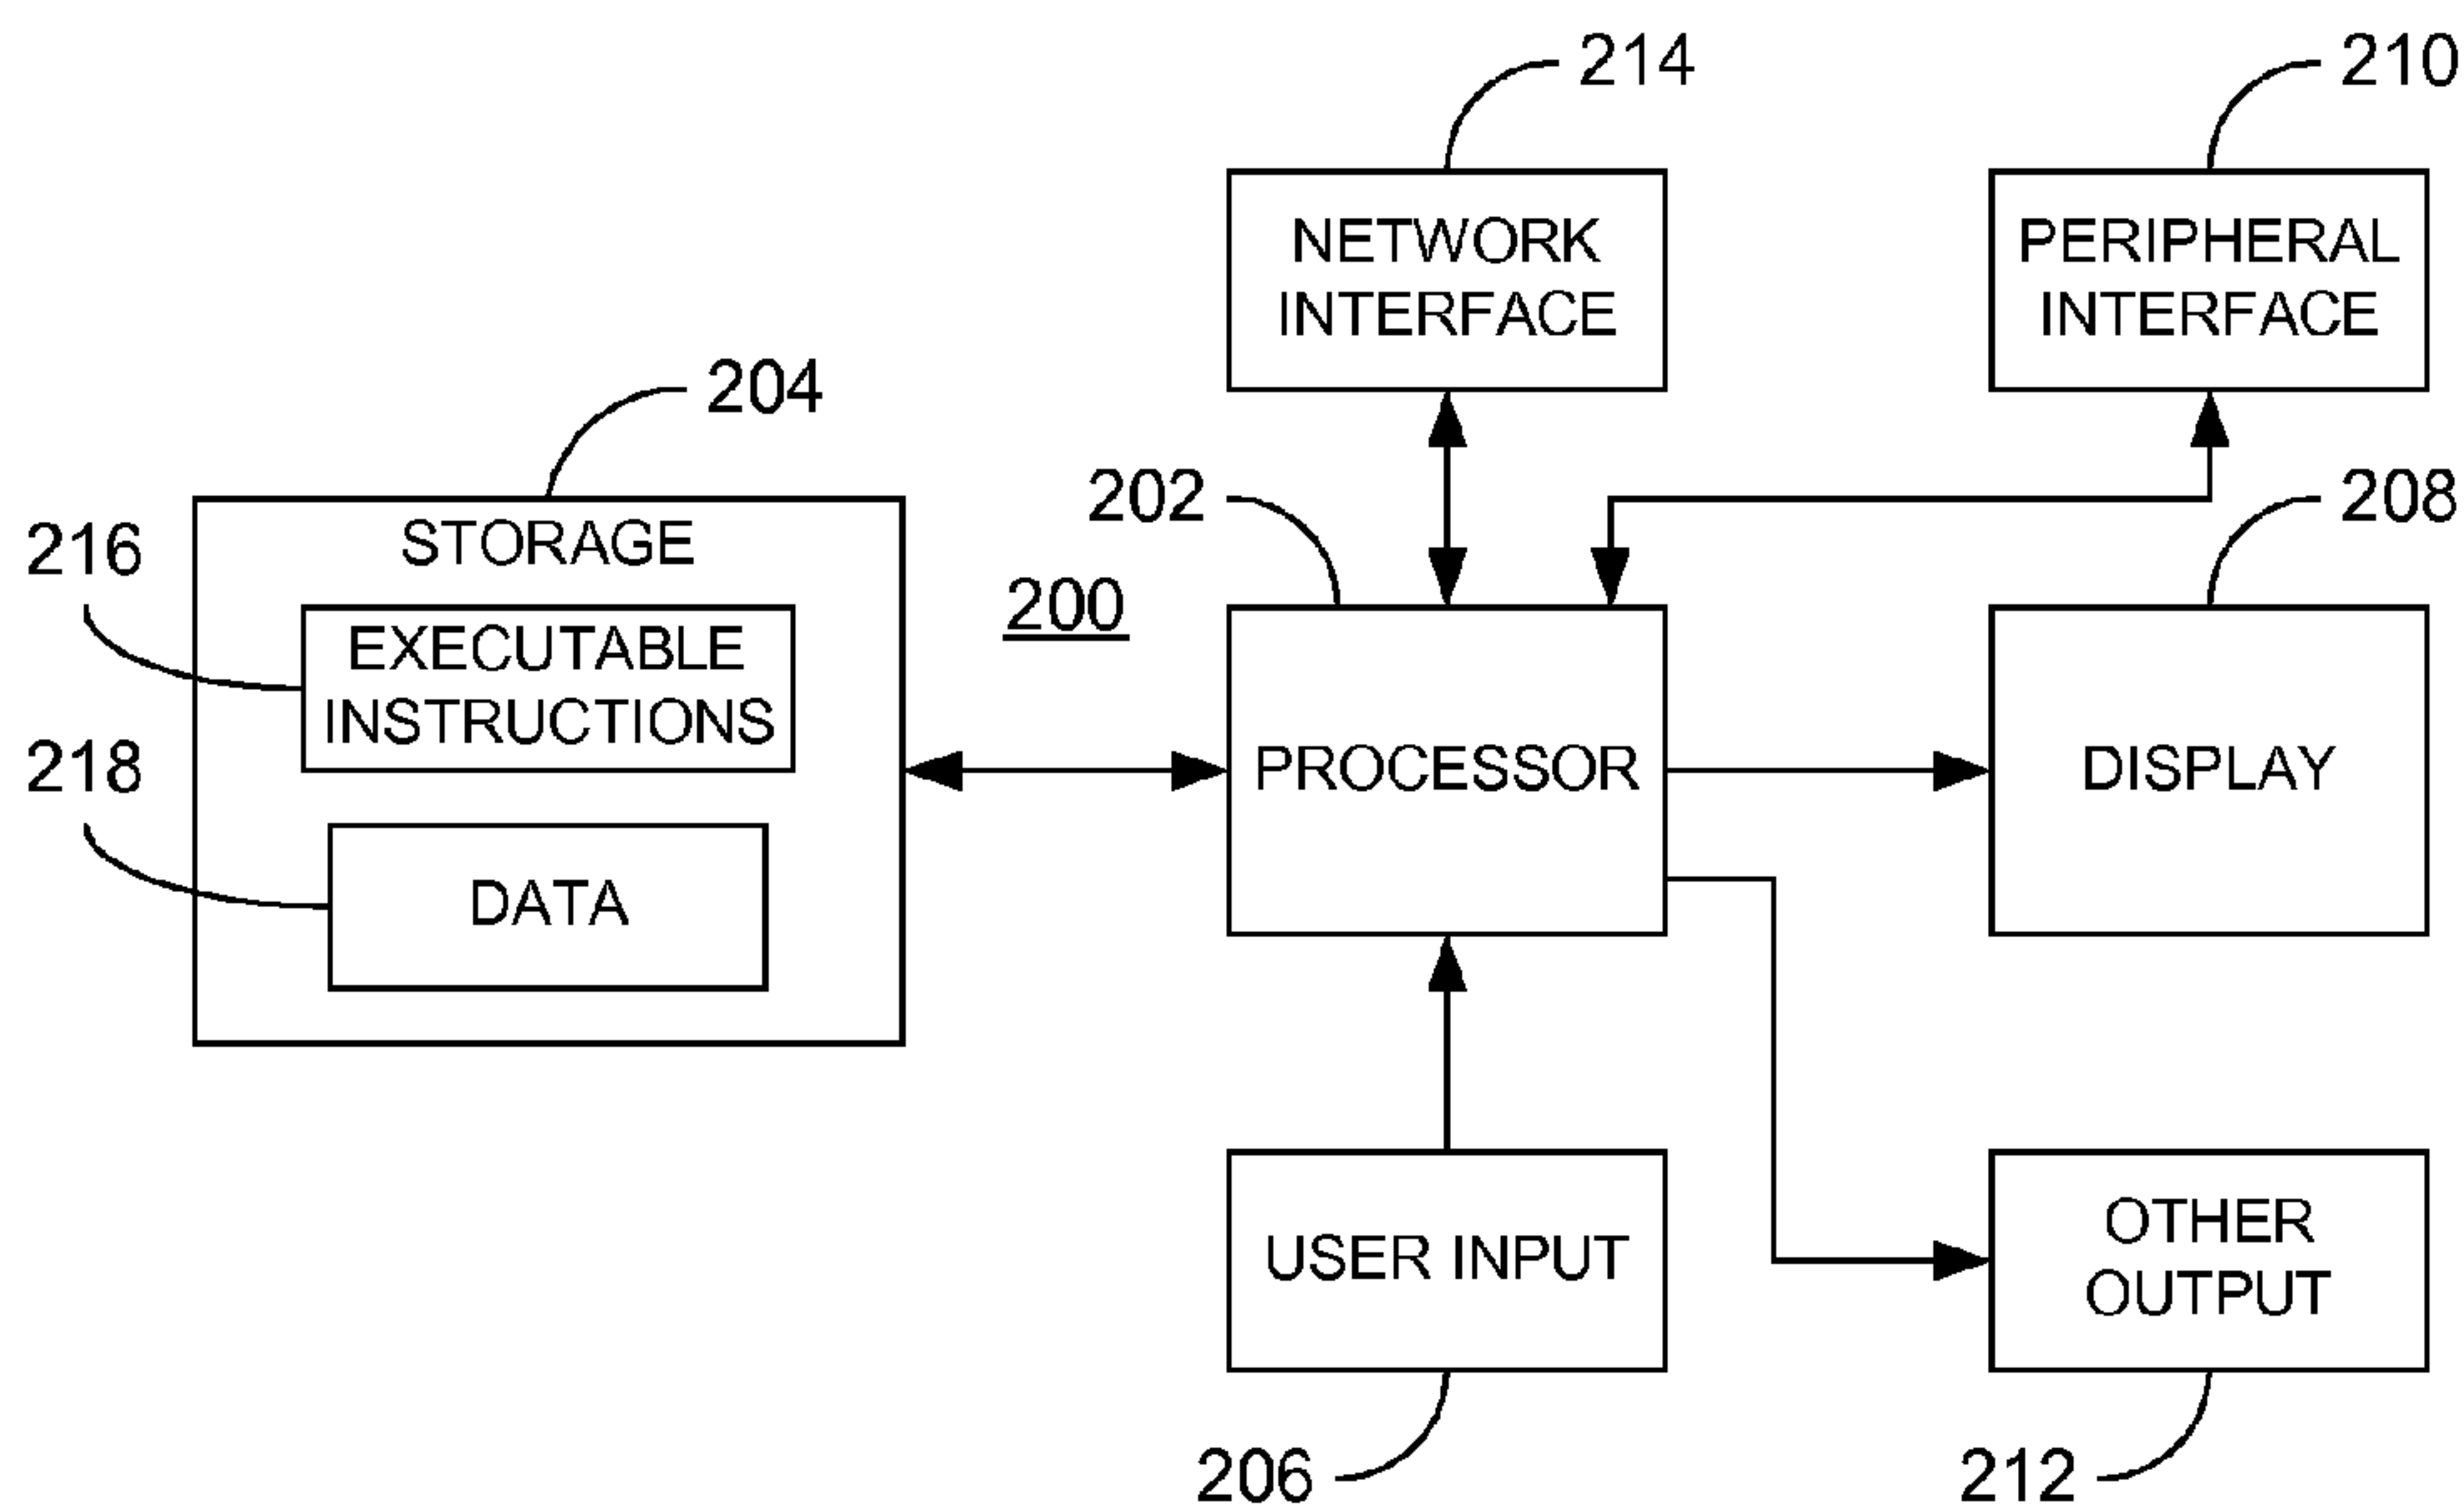 214
210
NETWORK
INTERFACE
PERIPHERAL
INTERFACE
204
202
208
216
STORAGE
200
EXECUTABLE
INSTRUCTIONS
218
PROCESSOR
DISPLAY
DATA
USER INPUT
OTHER
OUTPUT
206
212